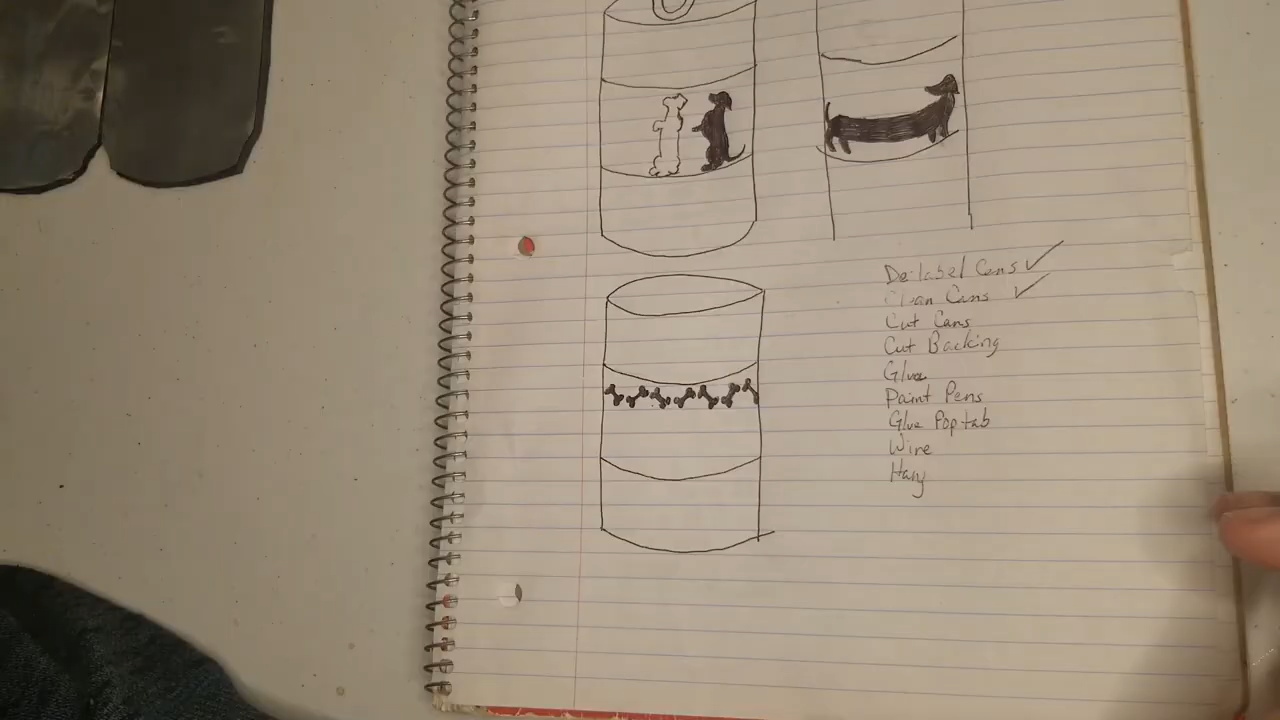 De-label Cans
Clean Cans
Cut Cans
Cut Backing
Glue
Paint Pens
Glue Pop tab
Wire
Hang